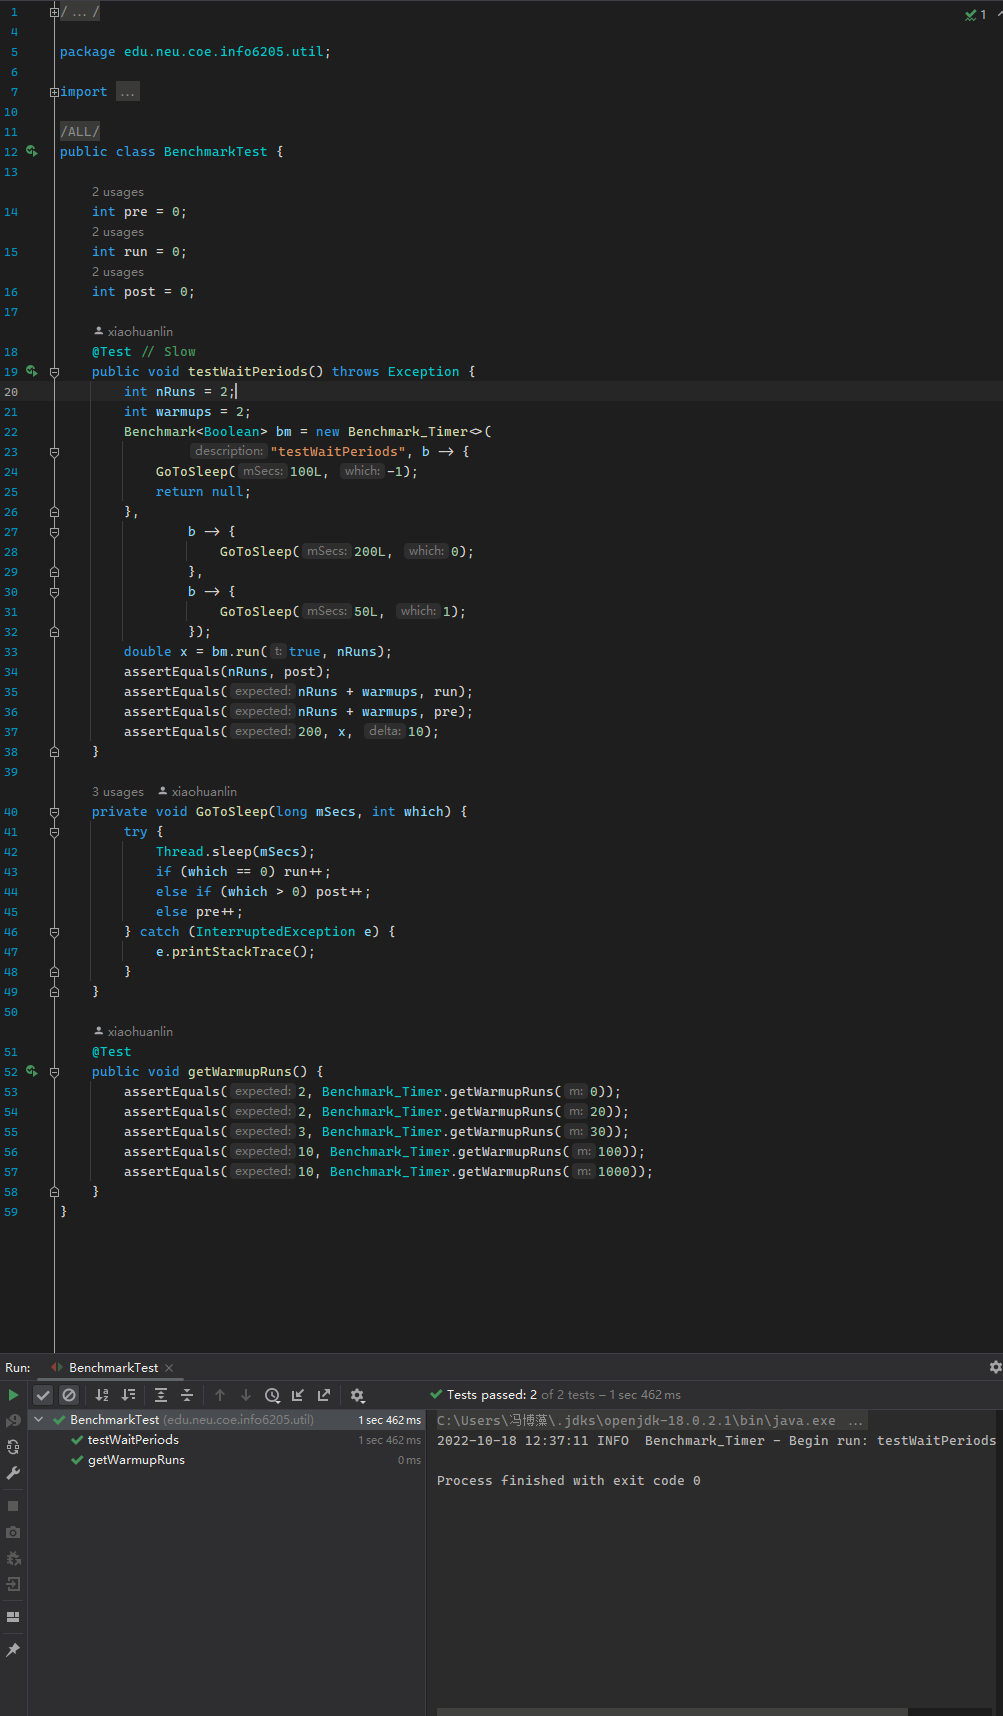 1 /.../
4
5 package edu.neu.coe.info6205.util;
6
7 import ...
10
11 /ALL/
12 public class BenchmarkTest {
13
2 usages
14 int pre = 0;
2 usages
15 int run = 0;
2 usages
16 int post = 0;
17
xiaohuanlin
18 @Test // Slow
19 public void testWaitPeriods() throws Exception {
20 int nRuns = 2;
21 int warmups = 2;
22 Benchmark<Boolean> bm = new Benchmark_Timer<>(
23 description: "testWaitPeriods", b -> {
24 GoToSleep( mSecs: 100L, which: -1);
25 return null;
26 },
27 b -> {
28 GoToSleep( mSecs: 200L, which: 0);
29 },
30 b -> {
31 GoToSleep( mSecs: 50L, which: 1);
32 });
33 double x = bm.run( t: true, nRuns);
34 assertEquals(nRuns, post);
35 assertEquals( expected: nRuns + warmups, run);
36 assertEquals( expected: nRuns + warmups, pre);
37 assertEquals( expected: 200, x, delta: 10);
38 }
39
3 usages xiaohuanlin
40 private void GoToSleep(long mSecs, int which) {
41 try {
42 Thread.sleep(mSecs);
43 if (which == 0) run++;
44 else if (which > 0) post++;
45 else pre++;
46 } catch (InterruptedException e) {
47 e.printStackTrace();
48 }
49 }
50
xiaohuanlin
51 @Test
52 public void getWarmupRuns() {
53 assertEquals( expected: 2, Benchmark_Timer.getWarmupRuns( m: 0));
54 assertEquals( expected: 2, Benchmark_Timer.getWarmupRuns( m: 20));
55 assertEquals( expected: 3, Benchmark_Timer.getWarmupRuns( m: 30));
56 assertEquals( expected: 10, Benchmark_Timer.getWarmupRuns( m: 100));
57 assertEquals( expected: 10, Benchmark_Timer.getWarmupRuns( m: 1000));
58 }
59 }
1
Run: BenchmarkTest
Tests passed: 2 of 2 tests – 1 sec 462 ms
BenchmarkTest (edu.neu.coe.info6205.util) 1 sec 462 ms
testWaitPeriods 1 sec 462 ms
getWarmupRuns 0 ms
C:\Users\冯博藻\.jdks\openjdk-18.0.2.1\bin\java.exe ...
2022-10-18 12:37:11 INFO  Benchmark_Timer - Begin run: testWaitPeriods
Process finished with exit code 0